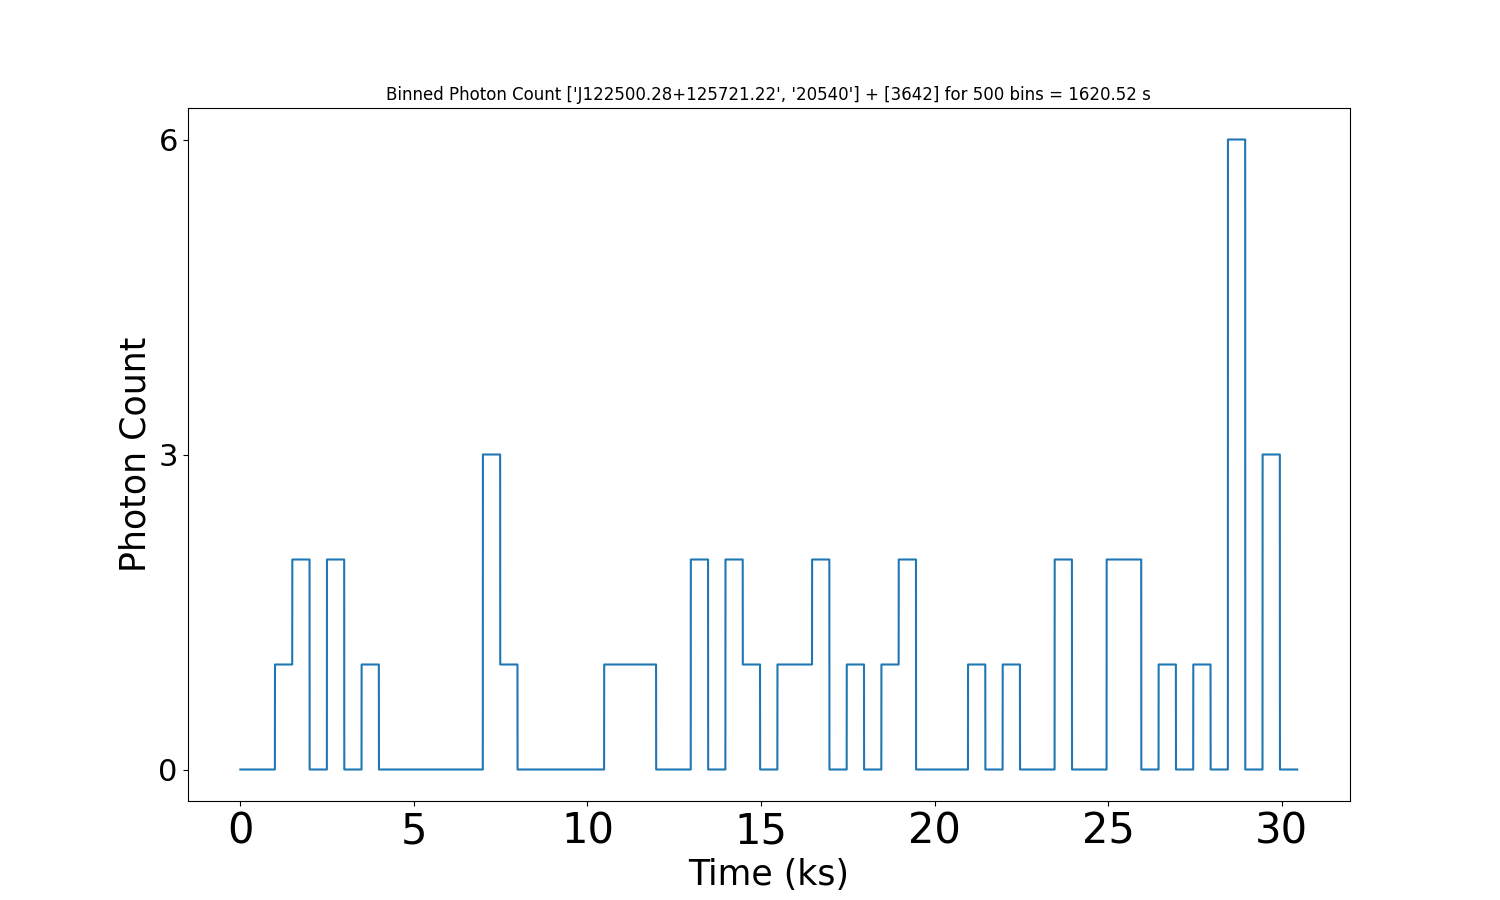 Binned Photon Count ['J122500.28+125721.22', '20540'] + [3642] for 500 bins = 1620.52 s
6
3
0
Photon Count
0 5 10 15 20 25 30
Time (ks)